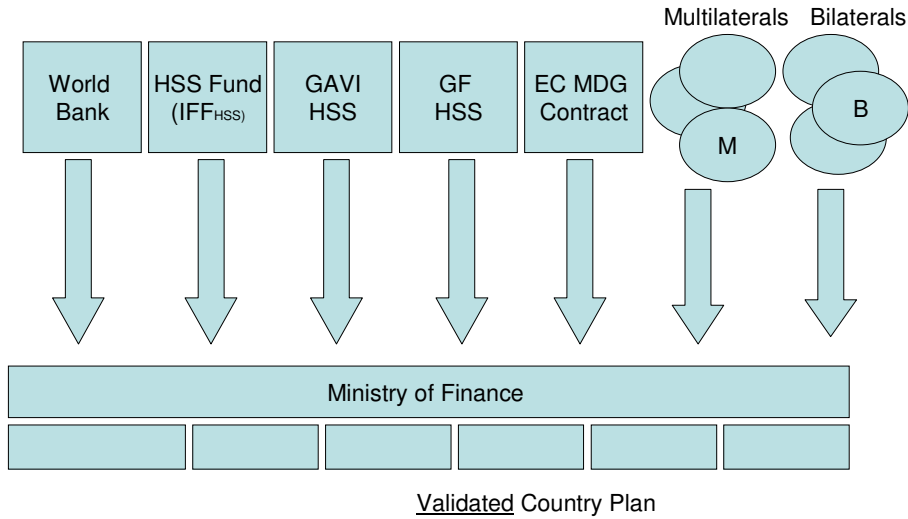 Multilaterals Bilaterals
World
Bank
HSS Fund
(IFFHSS)
GAVI
HSS
GF
HSS
EC MDG
Contract
M
B
Ministry of Finance
Validated Country Plan